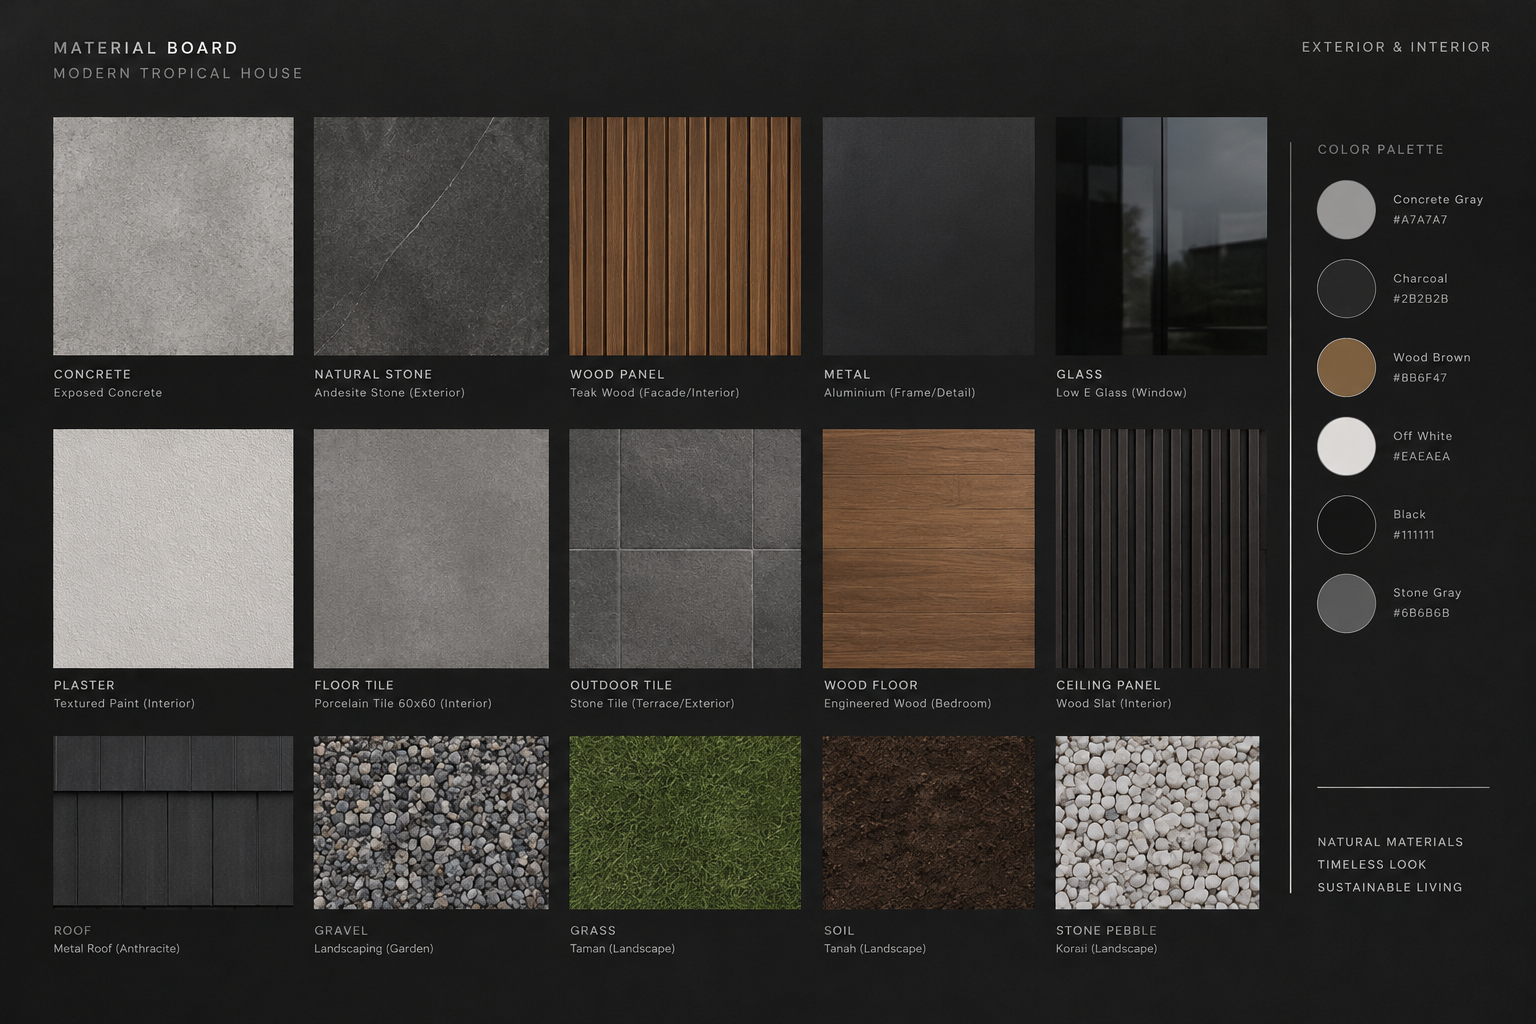 MATERIAL BOARD
MODERN TROPICAL HOUSE
EXTERIOR & INTERIOR
CONCRETE
Exposed Concrete
NATURAL STONE
Andesite Stone (Exterior)
WOOD PANEL
Teak Wood (Facade/Interior)
METAL
Aluminium (Frame/Detail)
GLASS
Low E Glass (Window)
PLASTER
Textured Paint (Interior)
FLOOR TILE
Porcelain Tile 60x60 (Interior)
OUTDOOR TILE
Stone Tile (Terrace/Exterior)
WOOD FLOOR
Engineered Wood (Bedroom)
CEILING PANEL
Wood Slat (Interior)
ROOF
Metal Roof (Anthracite)
GRAVEL
Landscaping (Garden)
GRASS
Taman (Landscape)
SOIL
Tanah (Landscape)
STONE PEBBLE
(Landscape)
COLOR PALETTE
Concrete Gray
#A7A7A7
Charcoal
#2B2B2B
Wood Brown
#8B6F47
Off White
#EAEAEA
Black
#111111
Stone Gray
#6B6B6B
NATURAL MATERIALS
TIMELESS LOOK
SUSTAINABLE LIVING